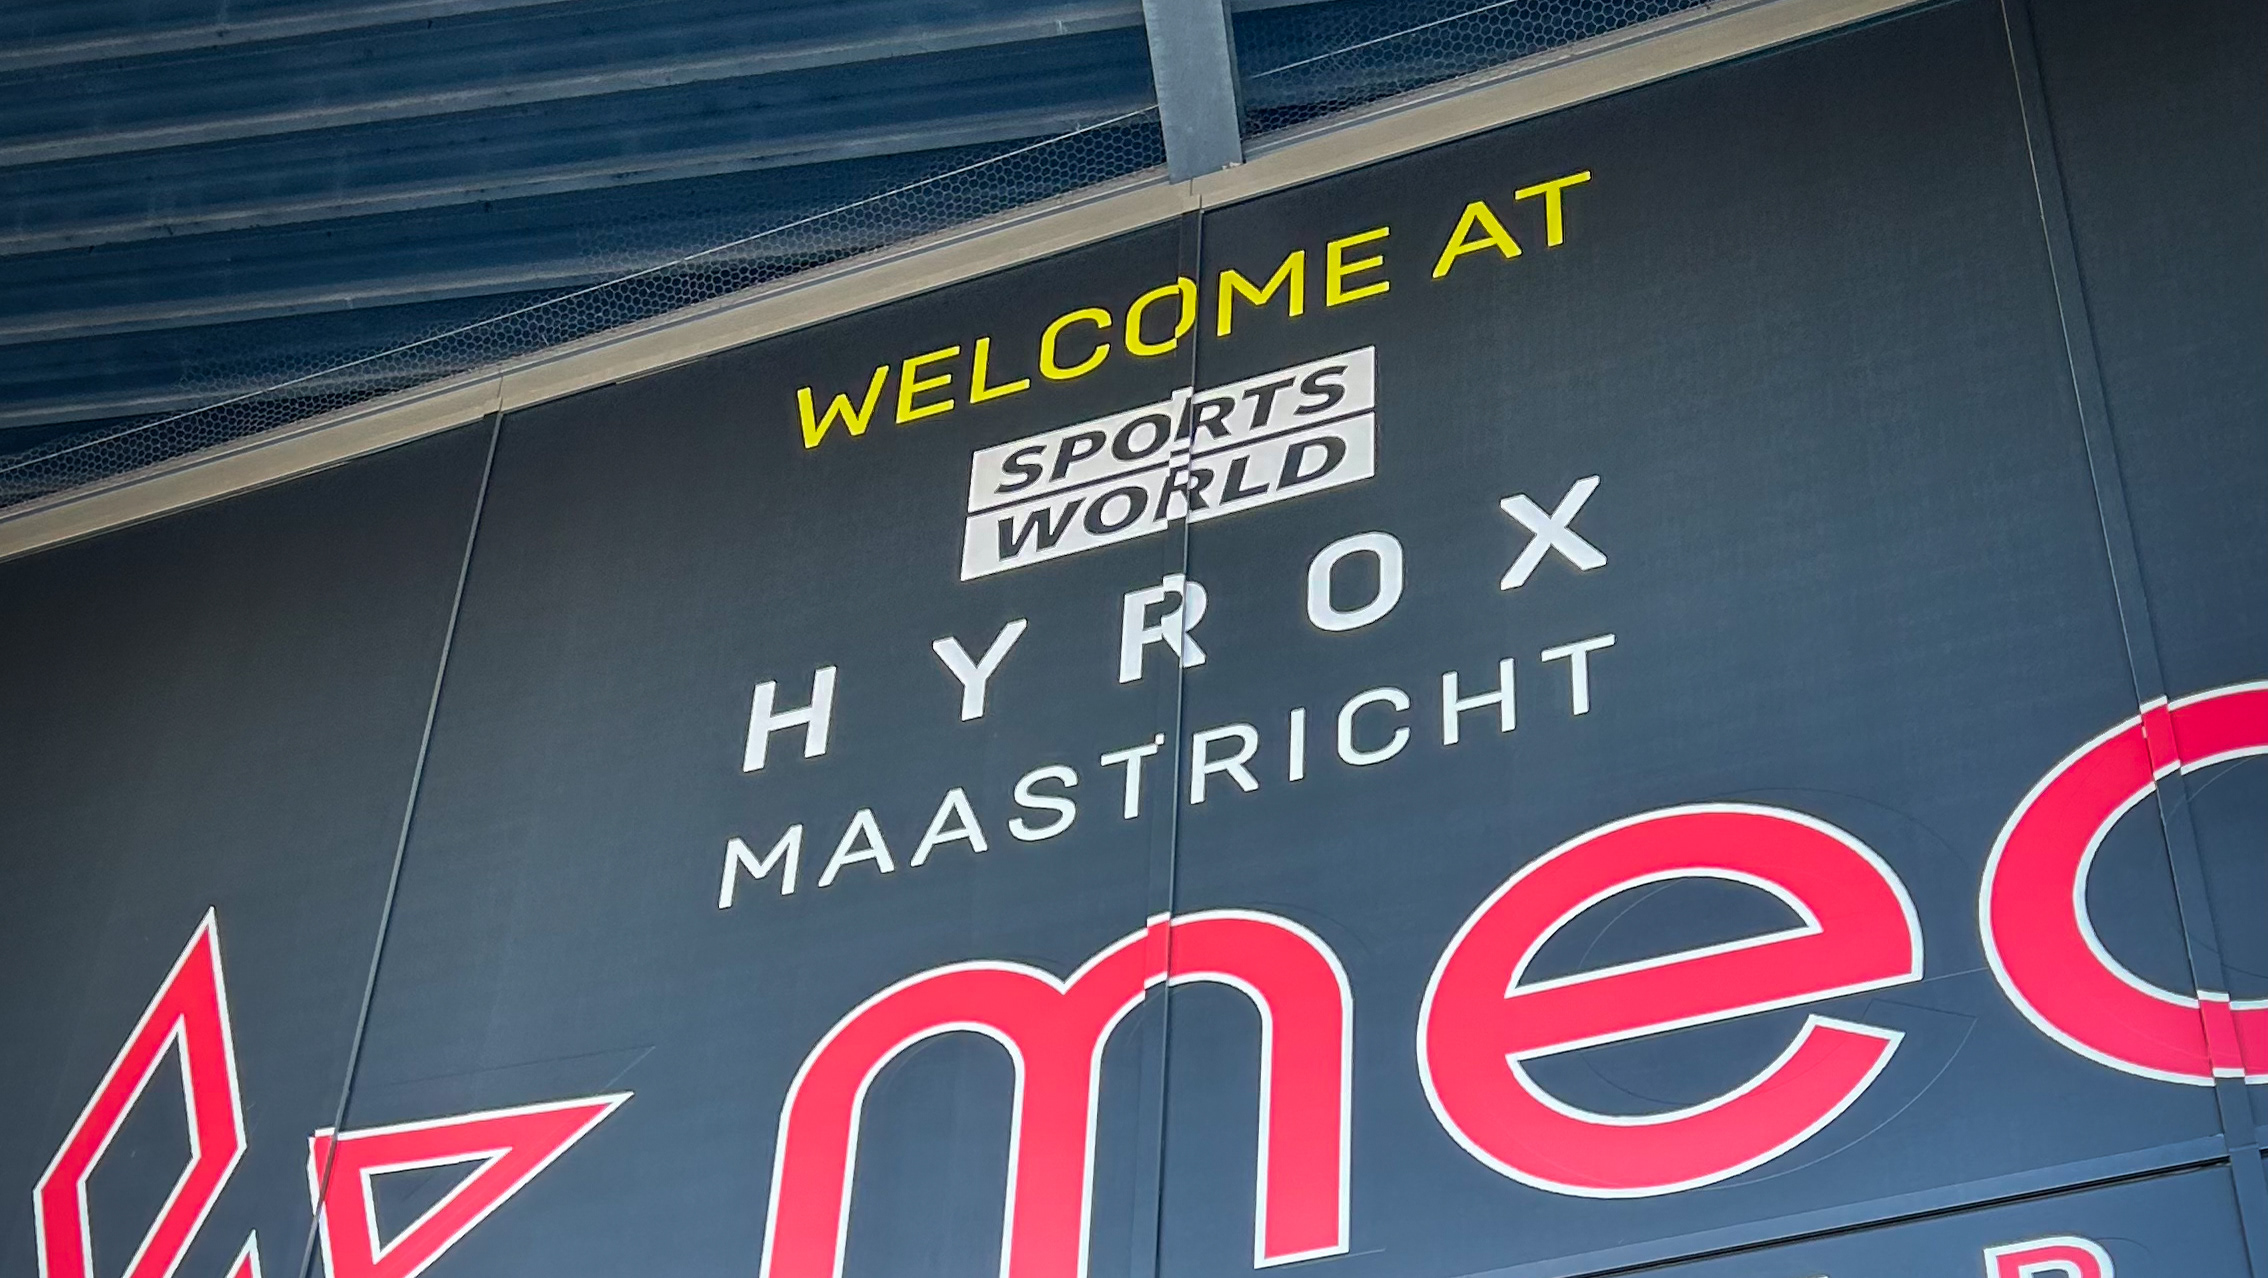 WELCOME AT
SPORTS
WORLD
HYROX
MAASTRICHT
mec